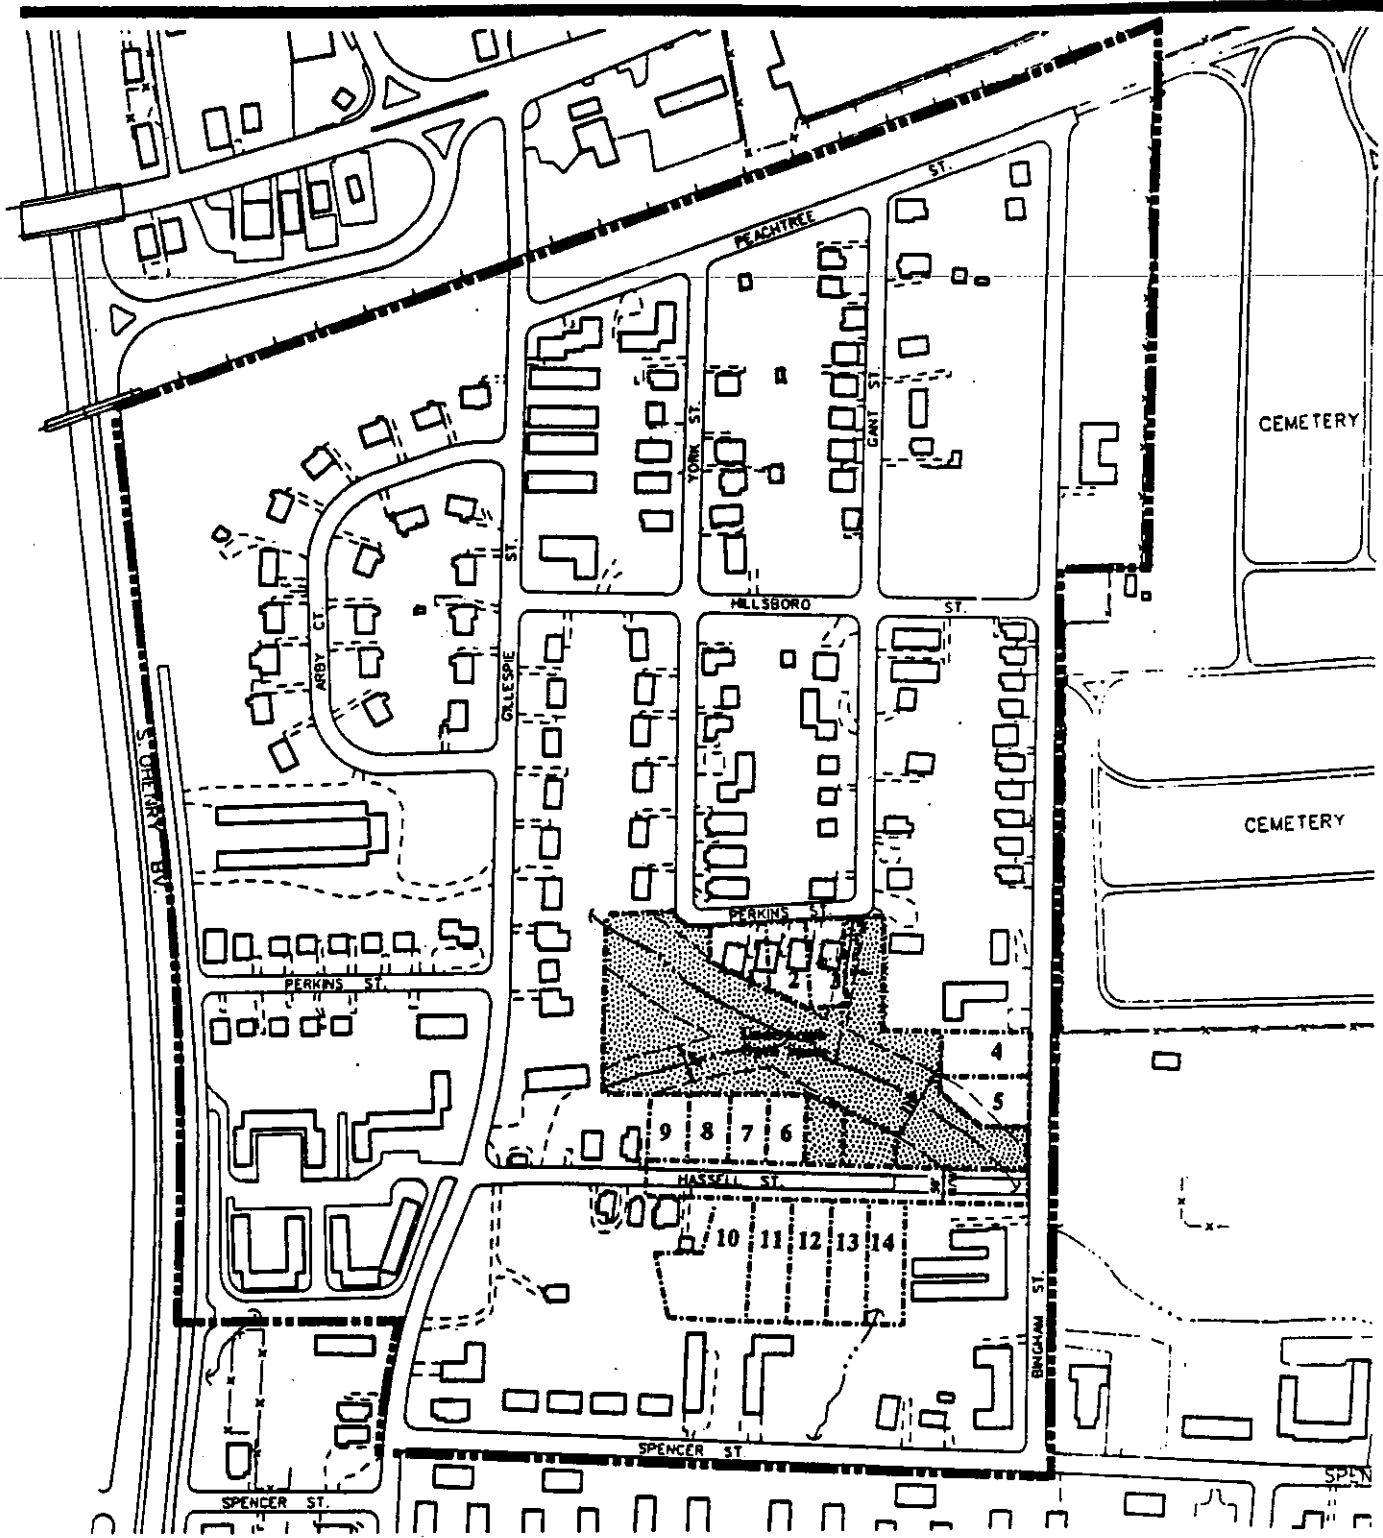 ST.
PEACHTREE
ST.
ST.
YORK
GANT
CEMETERY
ST.
HILLSBORO
ST.
ARBY CT.
GILLESPIE
CEMETERY
PERKINS ST.
1
2
3
PERKINS ST.
4
5
9
8
7
6
HASSELL ST.
10
11
12
13
14
BINGHAM ST.
SPENCER ST.
SPEN
SPENCER ST.